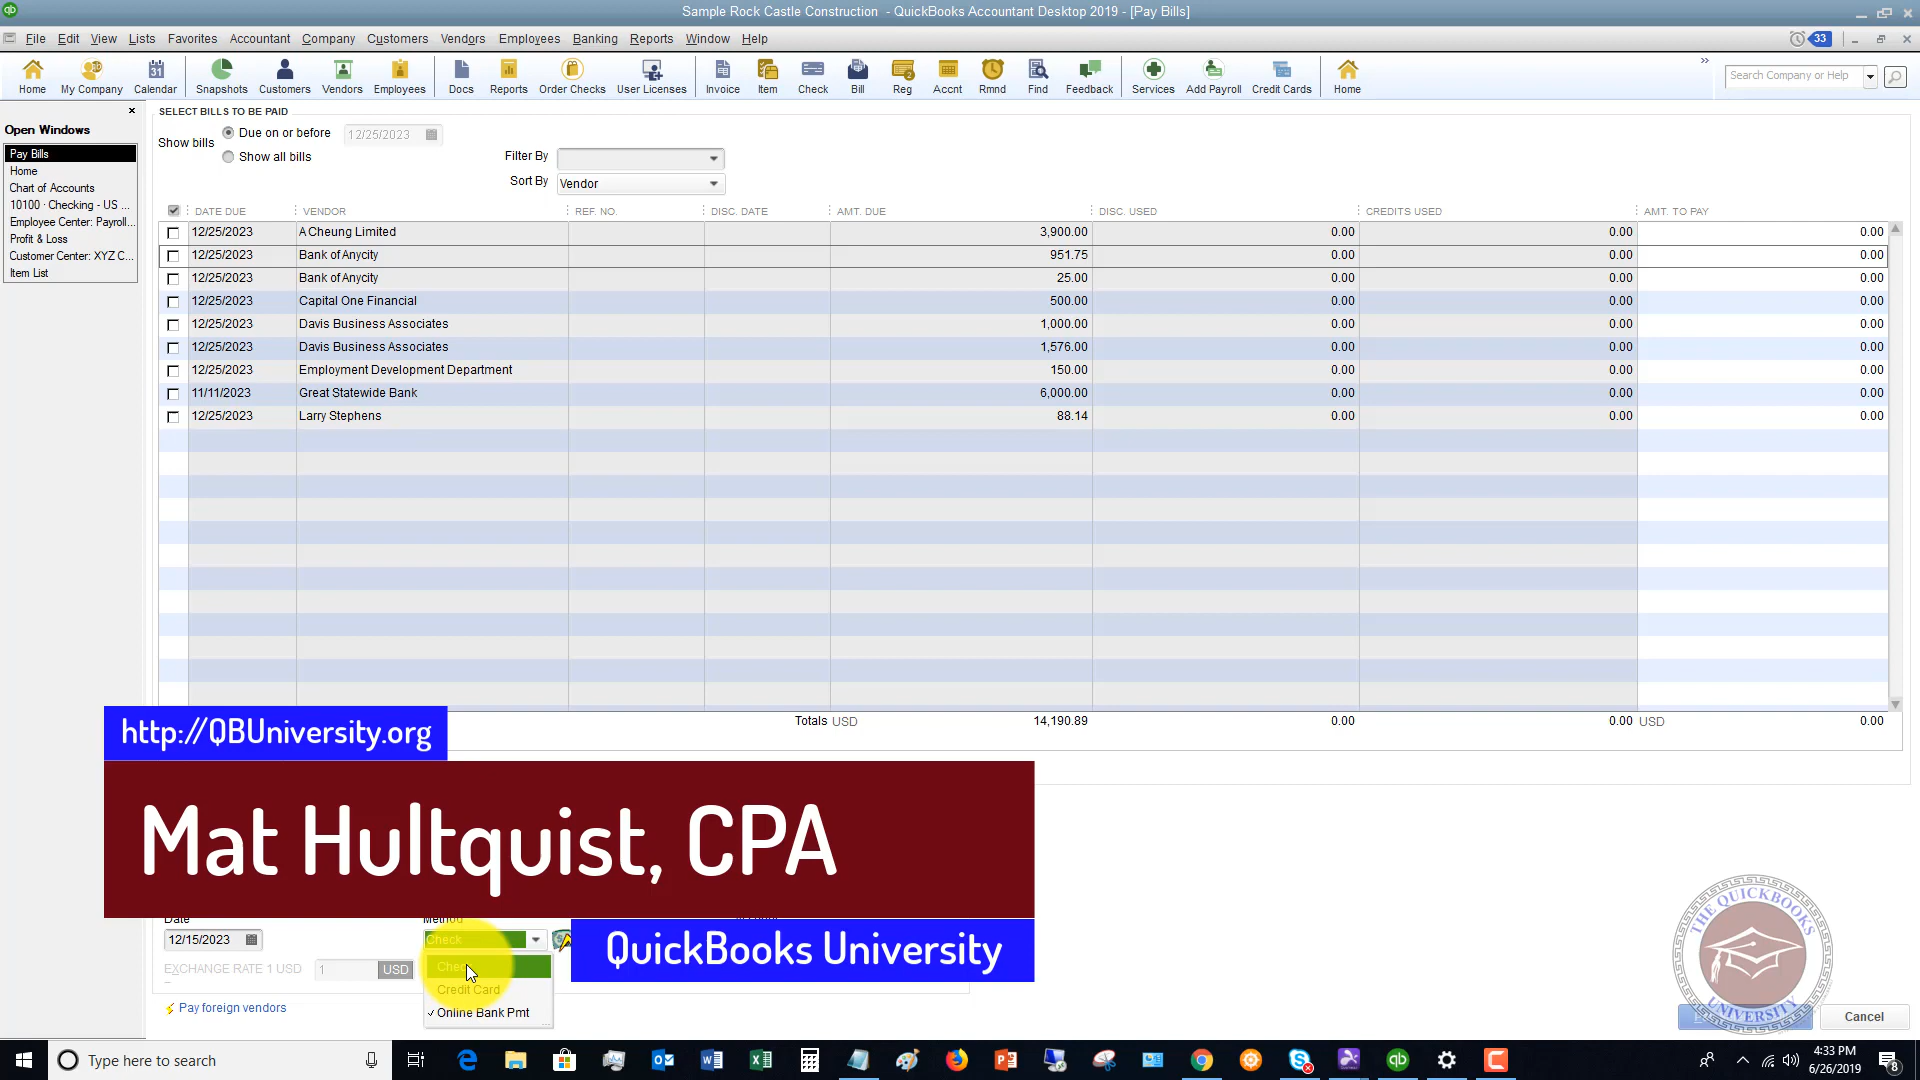 Sample Rock Castle Construction - QuickBooks Accountant Desktop 2019 - [Pay Bills]
File Edit View Lists Favorites Accountant Company Customers Vendors Employees Banking Reports Window Help
33
Home My Company Calendar Snapshots Customers Vendors Employees Docs Reports Order Checks User Licenses Invoice Item Check Bill Reg Accnt Rmnd Find Feedback Services Add Payroll Credit Cards Home
Search Company or Help
Open Windows
Pay Bills
Home
Chart of Accounts
10100 · Checking - US ...
Employee Center: Payroll...
Profit & Loss
Customer Center: XYZ C...
Item List
SELECT BILLS TO BE PAID
Show bills
Due on or before 12/25/2023
Show all bills
Filter By
Sort By Vendor
DATE DUE VENDOR REF. NO. DISC. DATE AMT. DUE DISC. USED CREDITS USED AMT. TO PAY
12/25/2023 A Cheung Limited 3,900.00 0.00 0.00 0.00
12/25/2023 Bank of Anycity 951.75 0.00 0.00 0.00
12/25/2023 Bank of Anycity 25.00 0.00 0.00 0.00
12/25/2023 Capital One Financial 500.00 0.00 0.00 0.00
12/25/2023 Davis Business Associates 1,000.00 0.00 0.00 0.00
12/25/2023 Davis Business Associates 1,576.00 0.00 0.00 0.00
12/25/2023 Employment Development Department 150.00 0.00 0.00 0.00
11/11/2023 Great Statewide Bank 6,000.00 0.00 0.00 0.00
12/25/2023 Larry Stephens 88.14 0.00 0.00 0.00
Totals USD 14,190.89 0.00 0.00 USD 0.00
http://QBUniversity.org
Mat Hultquist, CPA
QuickBooks University
Date
Method
12/15/2023
Check
EXCHANGE RATE 1 USD 1 USD
Credit Card
Online Bank Pmt
Pay foreign vendors
THE QUICKBOOKS UNIVERSITY
Cancel
Type here to search
4:33 PM
6/26/2019
8